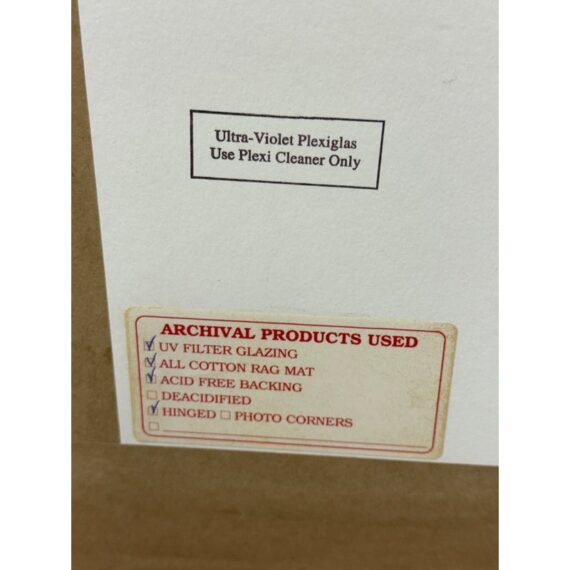 Ultra-Violet Plexiglas
Use Plexi Cleaner Only
ARCHIVAL PRODUCTS USED
UV FILTER GLAZING
ALL COTTON RAG MAT
ACID FREE BACKING
DEACIDIFIED
HINGED PHOTO CORNERS